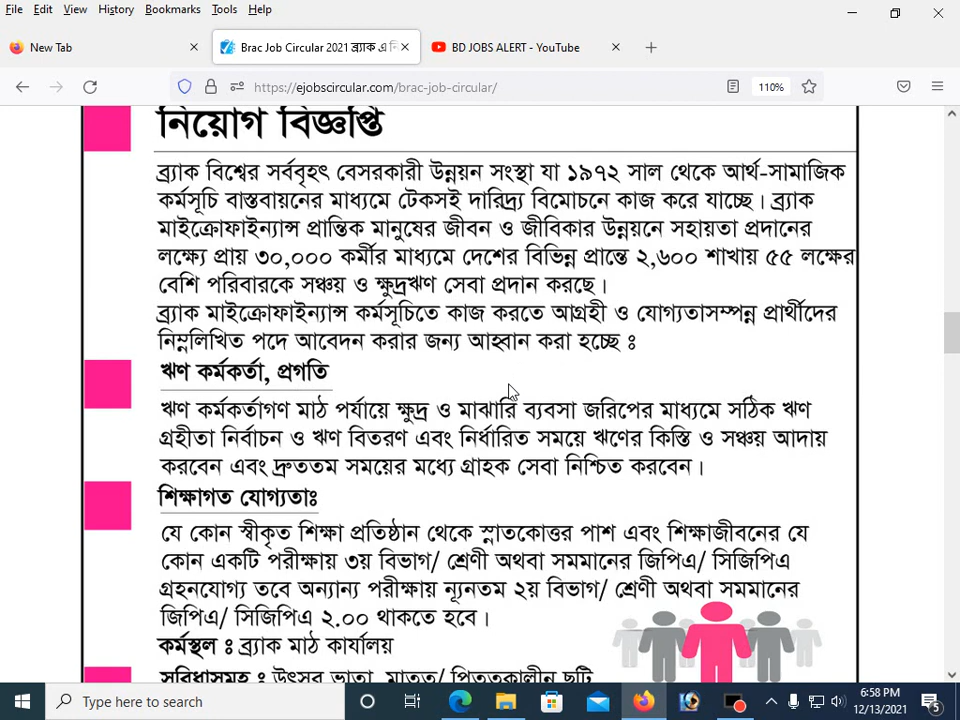 File Edit View History Bookmarks Tools Help
New Tab
Brac Job Circular 2021 ব্র্যাক এ নি
BD JOBS ALERT - YouTube
https://ejobscircular.com/brac-job-circular/
110%
নিয়োগ বিজ্ঞপ্তি
ব্র্যাক বিশ্বের সর্ববৃহৎ বেসরকারী উন্নয়ন সংস্থা যা ১৯৭২ সাল থেকে আর্থ-সামাজিক
কর্মসূচি বাস্তবায়নের মাধ্যমে টেকসই দারিদ্র্য বিমোচনে কাজ করে যাচ্ছে। ব্র্যাক
মাইক্রোফাইন্যান্স প্রান্তিক মানুষের জীবন ও জীবিকার উন্নয়নে সহায়তা প্রদানের
লক্ষ্যে প্রায় ৩০,০০০ কর্মীর মাধ্যমে দেশের বিভিন্ন প্রান্তে ২,৬০০ শাখায় ৫৫ লক্ষের
বেশি পরিবারকে সঞ্চয় ও ক্ষুদ্রঋণ সেবা প্রদান করছে।
ব্র্যাক মাইক্রোফাইন্যান্স কর্মসূচিতে কাজ করতে আগ্রহী ও যোগ্যতাসম্পন্ন প্রার্থীদের
নিম্নলিখিত পদে আবেদন করার জন্য আহ্বান করা হচ্ছে ঃ
ঋণ কর্মকর্তা, প্রগতি
ঋণ কর্মকর্তাগণ মাঠ পর্যায়ে ক্ষুদ্র ও মাঝারি ব্যবসা জরিপের মাধ্যমে সঠিক ঋণ
গ্রহীতা নির্বাচন ও ঋণ বিতরণ এবং নির্ধারিত সময়ে ঋণের কিস্তি ও সঞ্চয় আদায়
করবেন এবং দ্রুততম সময়ের মধ্যে গ্রাহক সেবা নিশ্চিত করবেন।
শিক্ষাগত যোগ্যতাঃ
যে কোন স্বীকৃত শিক্ষা প্রতিষ্ঠান থেকে স্নাতকোত্তর পাশ এবং শিক্ষাজীবনের যে
কোন একটি পরীক্ষায় ৩য় বিভাগ/ শ্রেণী অথবা সমমানের জিপিএ/ সিজিপিএ
গ্রহনযোগ্য তবে অন্যান্য পরীক্ষায় ন্যূনতম ২য় বিভাগ/ শ্রেণী অথবা সমমানের
জিপিএ/ সিজিপিএ ২.০০ থাকতে হবে।
কর্মস্থল ঃ ব্র্যাক মাঠ কার্যালয়
সুবিধাসমূহ ঃ উৎসব ভাতা, মাতৃত্ব/ পিতৃত্বকালীন ছুটি
Type here to search
6:58 PM
12/13/2021
5